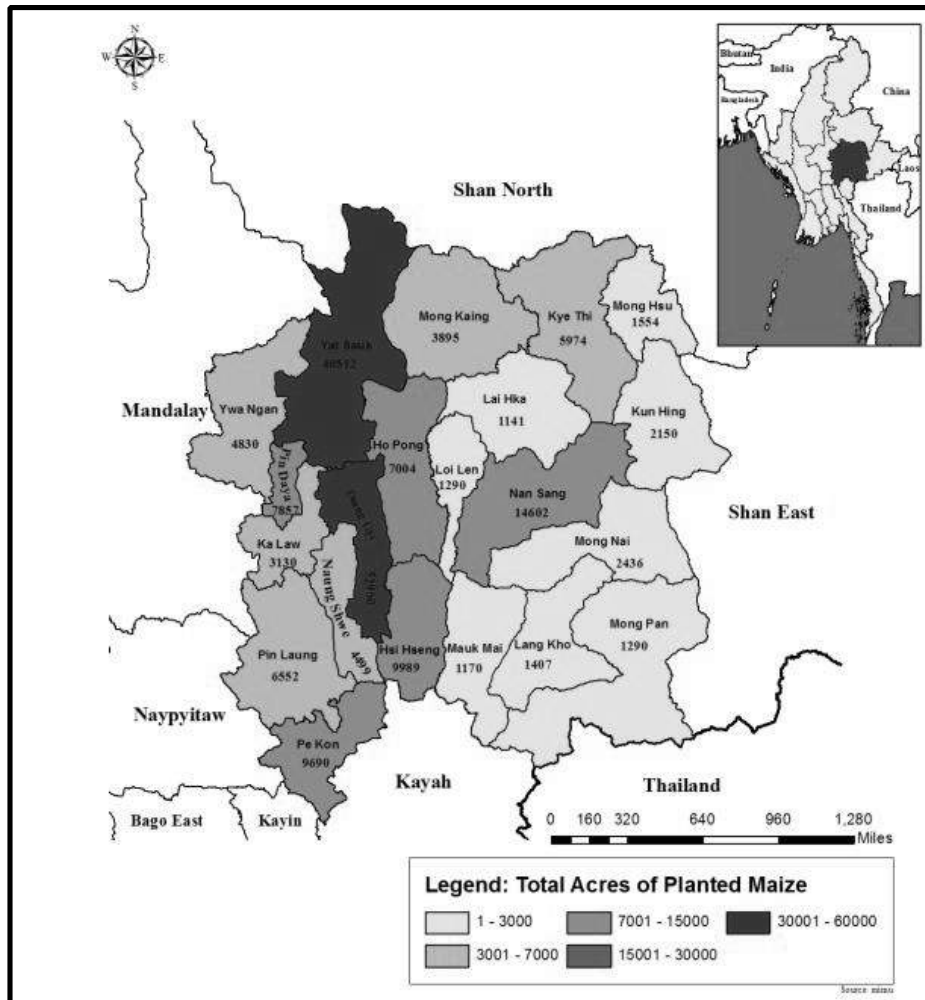 N
W E
S
Bhutan
India
China
Bangladesh
Laos
Thailand
Shan North
Mong Hsu
1554
Mong Kaing
3895
Kye Thi
5974
Yat Sauk
Mandalay
Ywa Ngan
4830
Lai Hka
1141
Kun Hing
2150
Ho Pong
7004
Loi Len
1290
Pin Daya
7857
Nan Sang
14602
Shan East
Ka Law
3130
Mong Nai
2436
Naung Shwe
4499
Mong Pan
1290
Pin Laung
6552
Hsi Hseng
9989
Mauk Mai
1170
Lang Kho
1407
Naypyitaw
Pe Kon
9690
Kayah
Thailand
Bago East
Kayin
0 160 320 640 960 1,280
Miles
Legend: Total Acres of Planted Maize
1 - 3000
7001 - 15000
30001 - 60000
3001 - 7000
15001 - 30000
Source: mimu